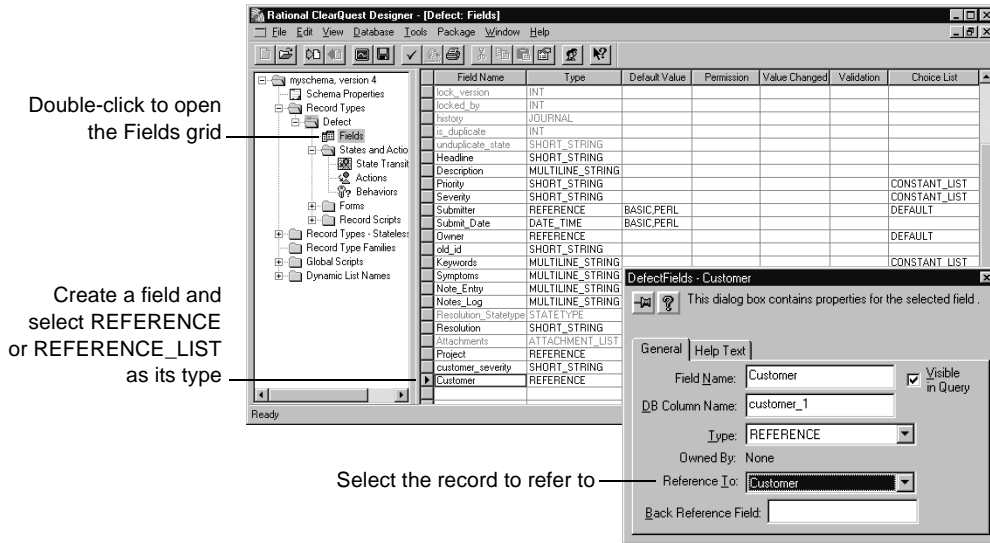 Rational ClearQuest Designer - [Defect: Fields]
File Edit View Database Tools Package Window Help
Double-click to open
the Fields grid
Create a field and
select REFERENCE
or REFERENCE_LIST
as its type
Select the record to refer to
myschema, version 4
Schema Properties
Record Types
Defect
Fields
States and Actio
State Transit
Actions
Behaviors
Forms
Record Scripts
Record Types - Stateless
Record Type Families
Global Scripts
Dynamic List Names
Field Name Type Default Value Permission Value Changed Validation Choice List
lock_version INT
locked_by INT
history JOURNAL
is_duplicate INT
unduplicate_state SHORT_STRING
Headline SHORT_STRING
Description MULTILINE_STRING
Priority SHORT_STRING CONSTANT_LIST
Severity SHORT_STRING CONSTANT_LIST
Submitter REFERENCE BASIC,PERL DEFAULT
Submit_Date DATE_TIME BASIC,PERL
Owner REFERENCE DEFAULT
old_id SHORT_STRING
Keywords MULTILINE_STRING CONSTANT_LIST
Symptoms MULTILINE_STRING
Note_Entry MULTILINE_STRING
Notes_Log MULTILINE_STRING
Resolution_Statetype STATETYPE
Resolution SHORT_STRING
Attachments ATTACHMENT_LIST
Project REFERENCE
customer_severity SHORT_STRING
Customer REFERENCE
Ready
DefectFields - Customer
This dialog box contains properties for the selected field .
General Help Text
Field Name: Customer
Visible
in Query
DB Column Name: customer_1
Type: REFERENCE
Owned By: None
Reference To: Customer
Back Reference Field: